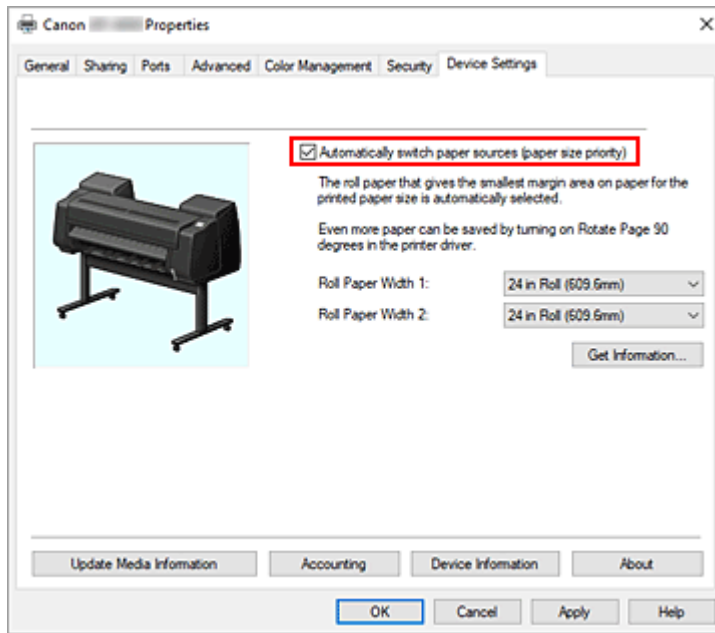 Canon Properties
General Sharing Ports Advanced Color Management Security Device Settings
Automatically switch paper sources (paper size priority)
The roll paper that gives the smallest margin area on paper for the
printed paper size is automatically selected.
Even more paper can be saved by turning on Rotate Page 90
degrees in the printer driver.
Roll Paper Width 1: 24 in Roll (609.6mm)
Roll Paper Width 2: 24 in Roll (609.6mm)
Get Information...
Update Media Information Accounting Device Information About
OK Cancel Apply Help